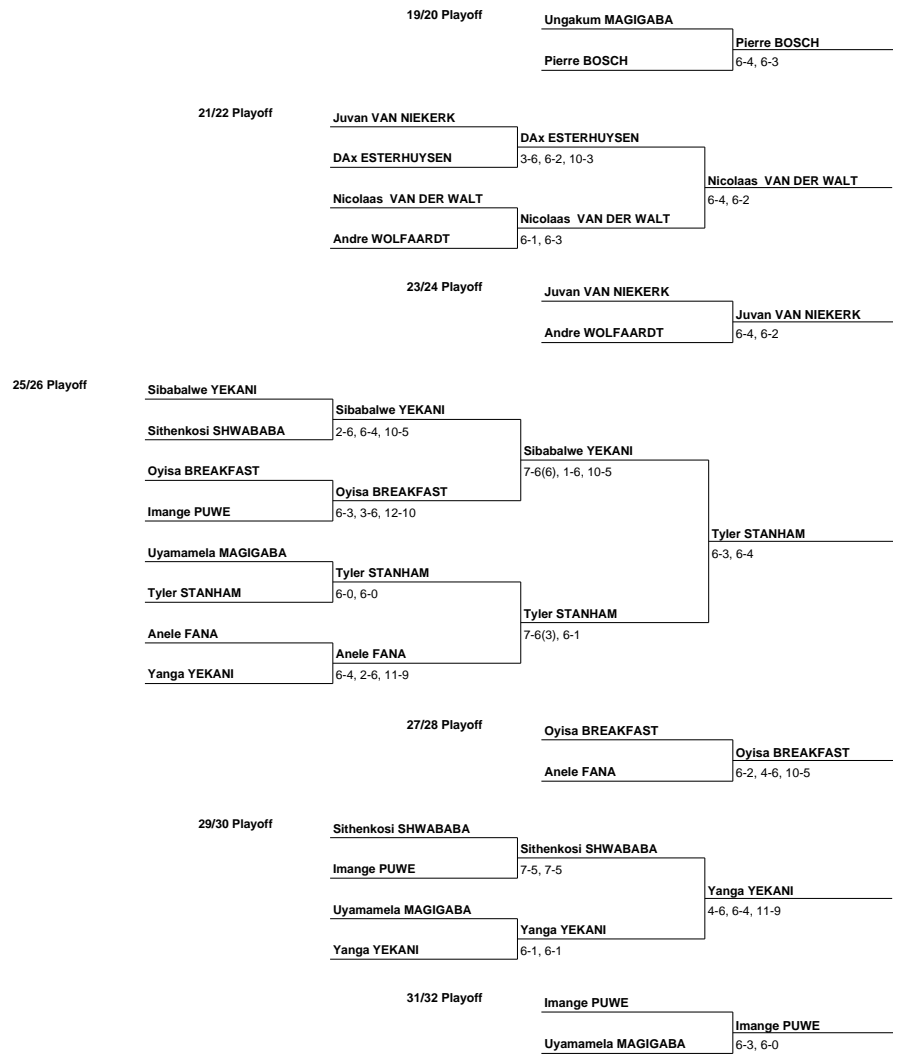 19/20 Playoff
Ungakum MAGIGABA
Pierre BOSCH
Pierre BOSCH
6-4, 6-3
21/22 Playoff
Juvan VAN NIEKERK
DAx ESTERHUYSEN
DAx ESTERHUYSEN
3-6, 6-2, 10-3
Nicolaas  VAN DER WALT
6-4, 6-2
Nicolaas  VAN DER WALT
Nicolaas  VAN DER WALT
Andre WOLFAARDT
6-1, 6-3
23/24 Playoff
Juvan VAN NIEKERK
Juvan VAN NIEKERK
Andre WOLFAARDT
6-4, 6-2
25/26 Playoff
Sibabalwe YEKANI
Sibabalwe YEKANI
Sithenkosi SHWABABA
2-6, 6-4, 10-5
Sibabalwe YEKANI
7-6(6), 1-6, 10-5
Oyisa BREAKFAST
Oyisa BREAKFAST
Imange PUWE
6-3, 3-6, 12-10
Tyler STANHAM
6-3, 6-4
Uyamamela MAGIGABA
Tyler STANHAM
Tyler STANHAM
6-0, 6-0
Tyler STANHAM
7-6(3), 6-1
Anele FANA
Anele FANA
Yanga YEKANI
6-4, 2-6, 11-9
27/28 Playoff
Oyisa BREAKFAST
Oyisa BREAKFAST
Anele FANA
6-2, 4-6, 10-5
29/30 Playoff
Sithenkosi SHWABABA
Sithenkosi SHWABABA
Imange PUWE
7-5, 7-5
Yanga YEKANI
4-6, 6-4, 11-9
Uyamamela MAGIGABA
Yanga YEKANI
Yanga YEKANI
6-1, 6-1
31/32 Playoff
Imange PUWE
Imange PUWE
Uyamamela MAGIGABA
6-3, 6-0